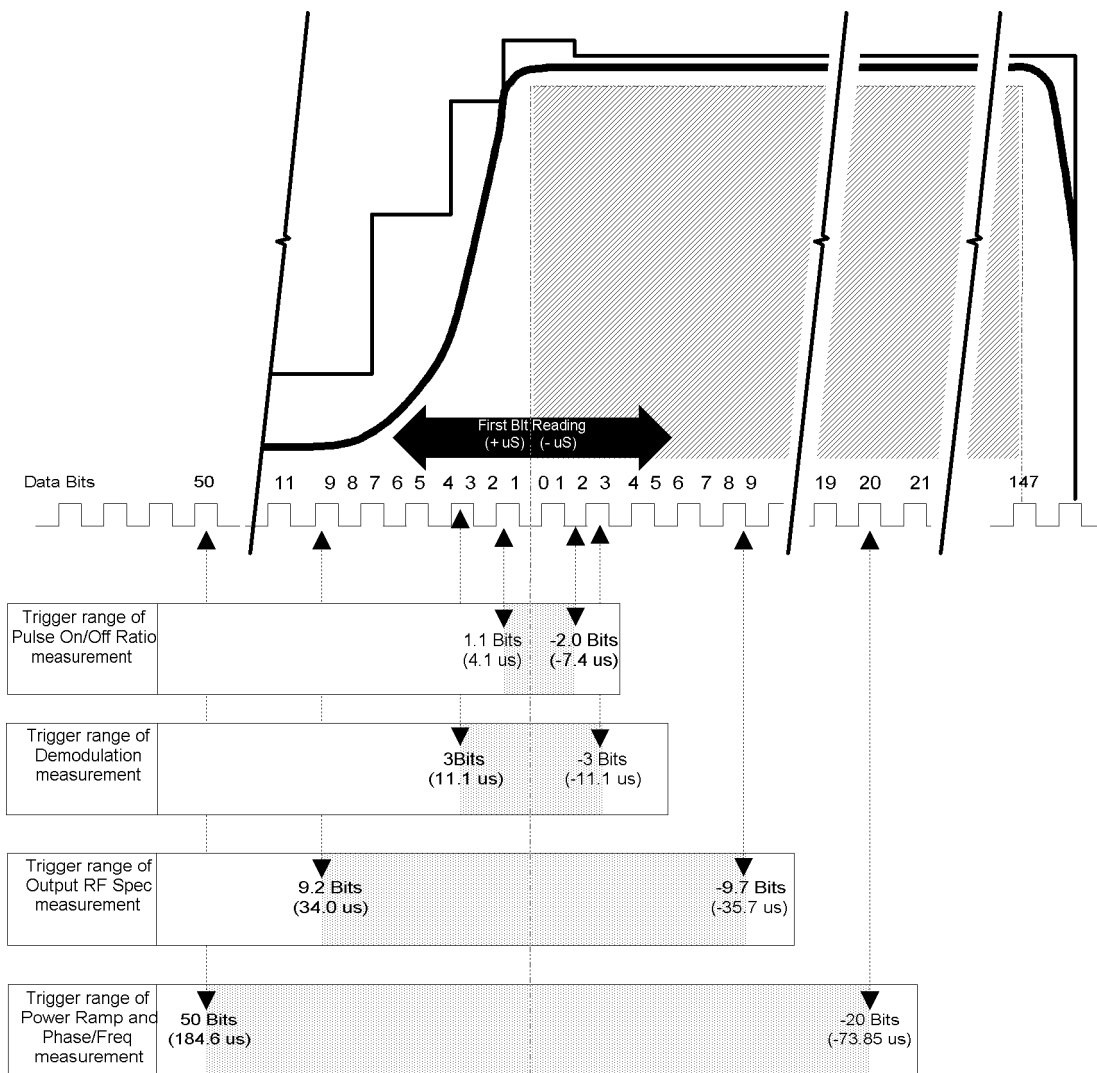 First BIt Reading
(+ uS) (- uS)
Data Bits 50 11 9 8 7 6 5 4 3 2 1 0 1 2 3 4 5 6 7 8 9 19 20 21 147
Trigger range of
Pulse On/Off Ratio
measurement
1.1 Bits
(4.1 us)
-2.0 Bits
(-7.4 us)
Trigger range of
Demodulation
measurement
3Bits
(11.1 us)
-3 Bits
(-11.1 us)
Trigger range of
Output RF Spec
measurement
9.2 Bits
(34.0 us)
-9.7 Bits
(-35.7 us)
Trigger range of
Power Ramp and
Phase/Freq
measurement
50 Bits
(184.6 us)
-20 Bits
(-73.85 us)